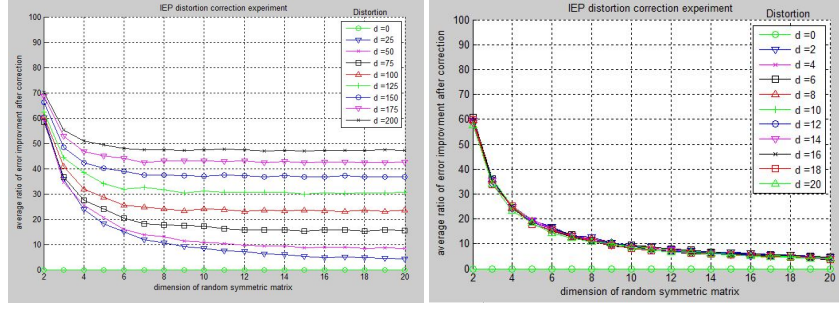 IEP distortion correction experiment
Distortion
d =0
d =25
d =50
d =75
d =100
d =125
d =150
d =175
d =200
average ratio of error improvment after correction
100
90
80
70
60
50
40
30
20
10
0
2 4 6 8 10 12 14 16 18 20
dimension of random symmetric matrix
IEP distortion correction experiment
Distortion
d =0
d =2
d =4
d =6
d =8
d =10
d =12
d =14
d =16
d =18
d =20
average ratio of error improvment after correction
100
90
80
70
60
50
40
30
20
10
0
2 4 6 8 10 12 14 16 18 20
dimension of random symmetric matrix